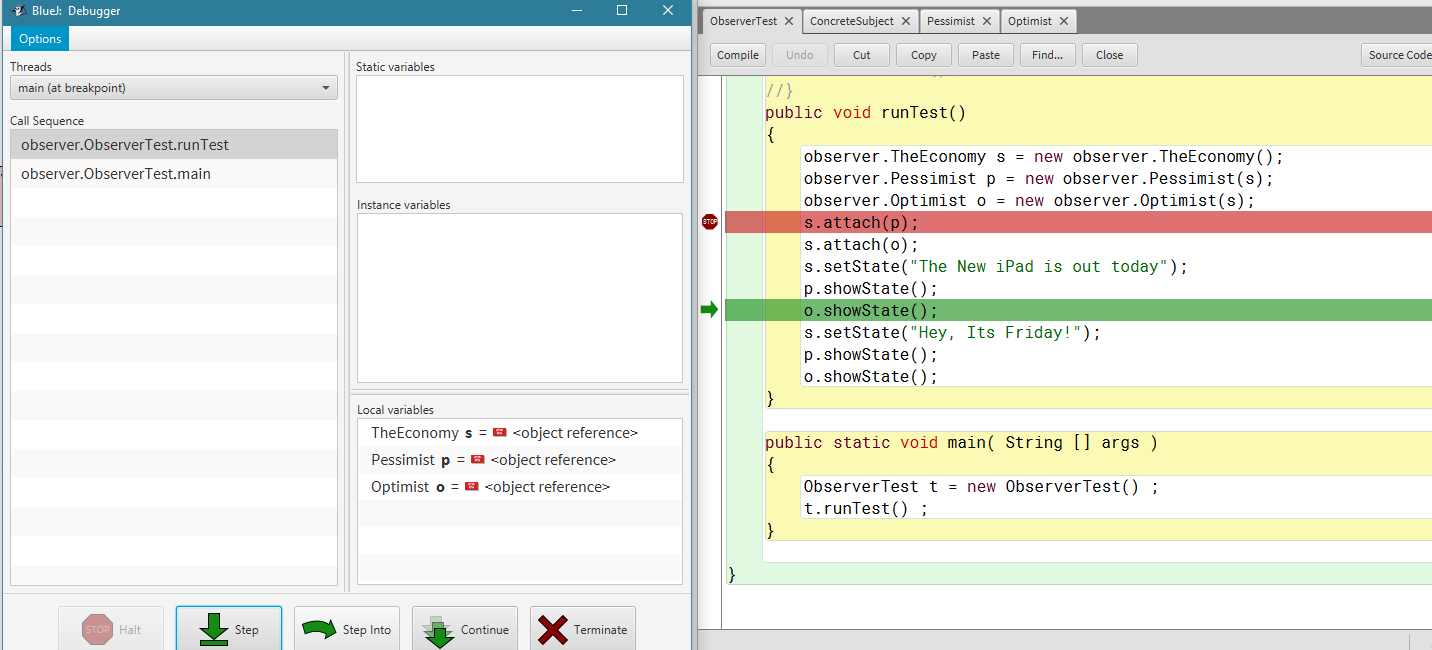 BlueJ: Debugger
Options
Threads
main (at breakpoint)
Call Sequence
observer.ObserverTest.runTest
observer.ObserverTest.main
Static variables
Instance variables
Local variables
TheEconomy s = <object reference>
Pessimist p = <object reference>
Optimist o = <object reference>
STOP Halt
Step
Step Into
Continue
Terminate
ObserverTest
ConcreteSubject
Pessimist
Optimist
Compile
Undo
Cut
Copy
Paste
Find...
Close
Source Code
//}
public void runTest()
{
observer.TheEconomy s = new observer.TheEconomy();
observer.Pessimist p = new observer.Pessimist(s);
observer.Optimist o = new observer.Optimist(s);
STOP s.attach(p);
s.attach(o);
s.setState("The New iPad is out today");
p.showState();
o.showState();
s.setState("Hey, Its Friday!");
p.showState();
o.showState();
}
public static void main( String [] args )
{
ObserverTest t = new ObserverTest() ;
t.runTest() ;
}
}